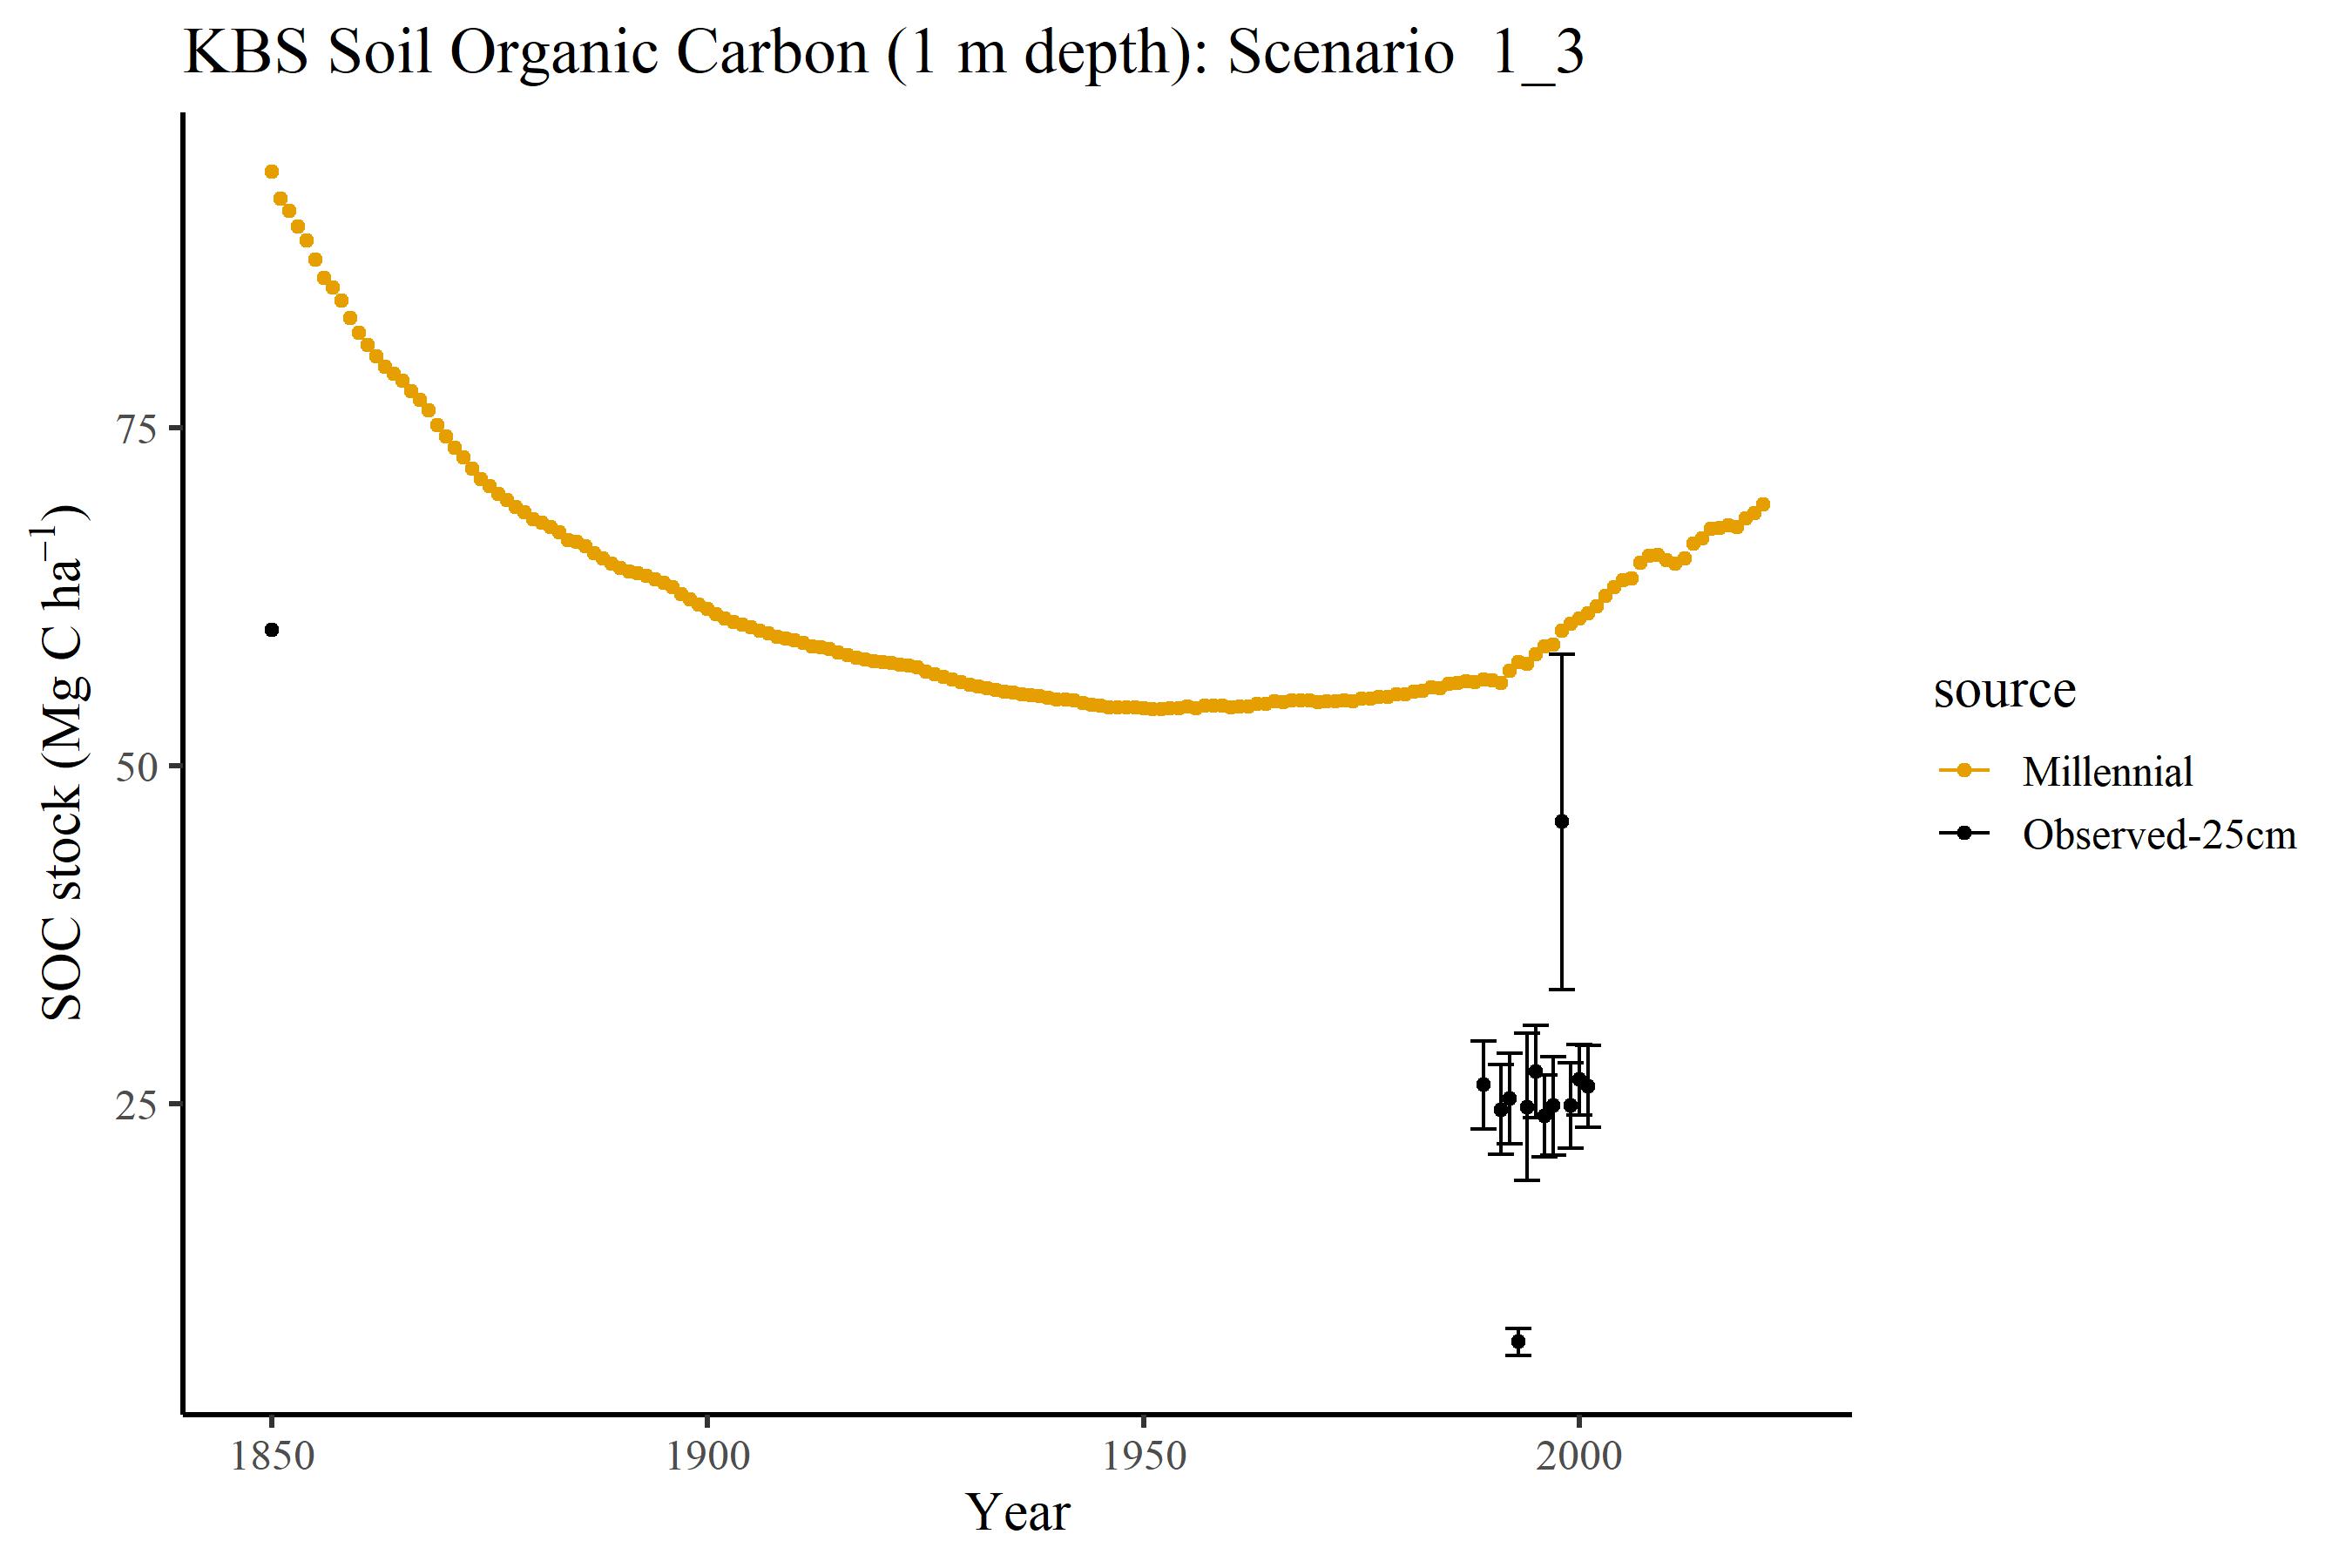 KBS Soil Organic Carbon (1 m depth): Scenario  1_3
SOC stock (Mg C ha⁻¹)
75
50
25
1850
1900
1950
2000
Year
source
Millennial
Observed-25cm